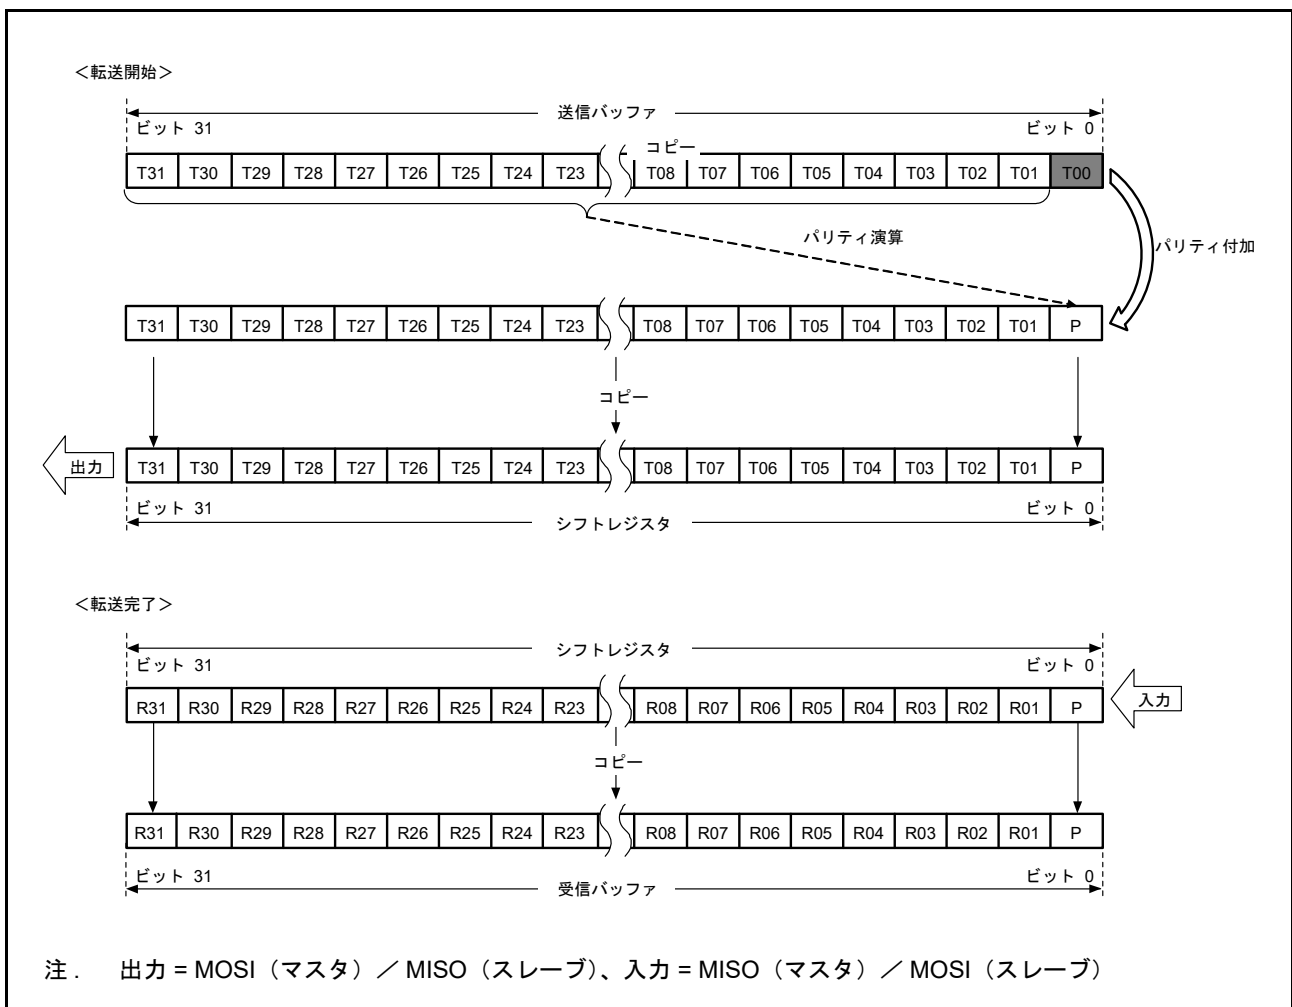 ＜転送開始＞
送信バッファ
ビット 31 ビット 0
コピー
T31 T30 T29 T28 T27 T26 T25 T24 T23 T08 T07 T06 T05 T04 T03 T02 T01 T00
パリティ演算
パリティ付加
T31 T30 T29 T28 T27 T26 T25 T24 T23 T08 T07 T06 T05 T04 T03 T02 T01 P
コピー
出力 T31 T30 T29 T28 T27 T26 T25 T24 T23 T08 T07 T06 T05 T04 T03 T02 T01 P
ビット 31 ビット 0
シフトレジスタ
＜転送完了＞
シフトレジスタ
ビット 31 ビット 0
R31 R30 R29 R28 R27 R26 R25 R24 R23 R08 R07 R06 R05 R04 R03 R02 R01 P 入力
コピー
R31 R30 R29 R28 R27 R26 R25 R24 R23 R08 R07 R06 R05 R04 R03 R02 R01 P
ビット 31 ビット 0
受信バッファ
注． 出力 = MOSI（マスタ）／ MISO（スレーブ）、入力 = MISO（マスタ）／ MOSI（スレーブ）